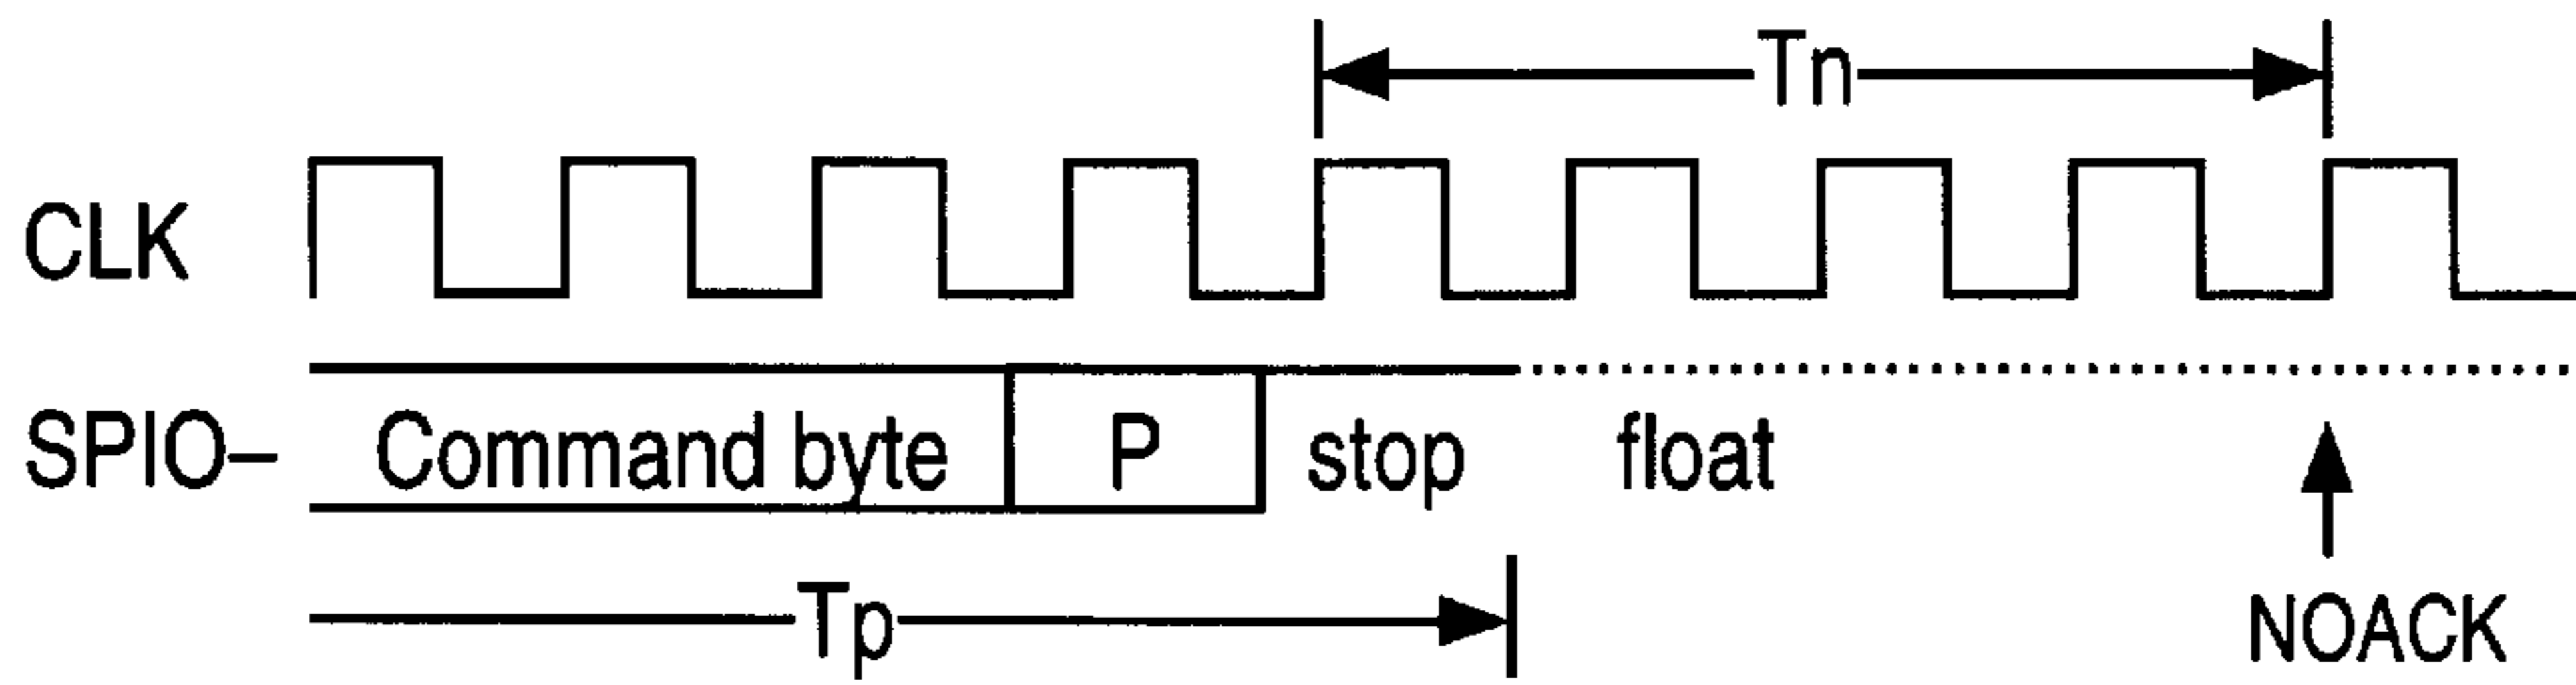 Tn
CLK
SPIO– Command byte P stop float
Tp
NOACK